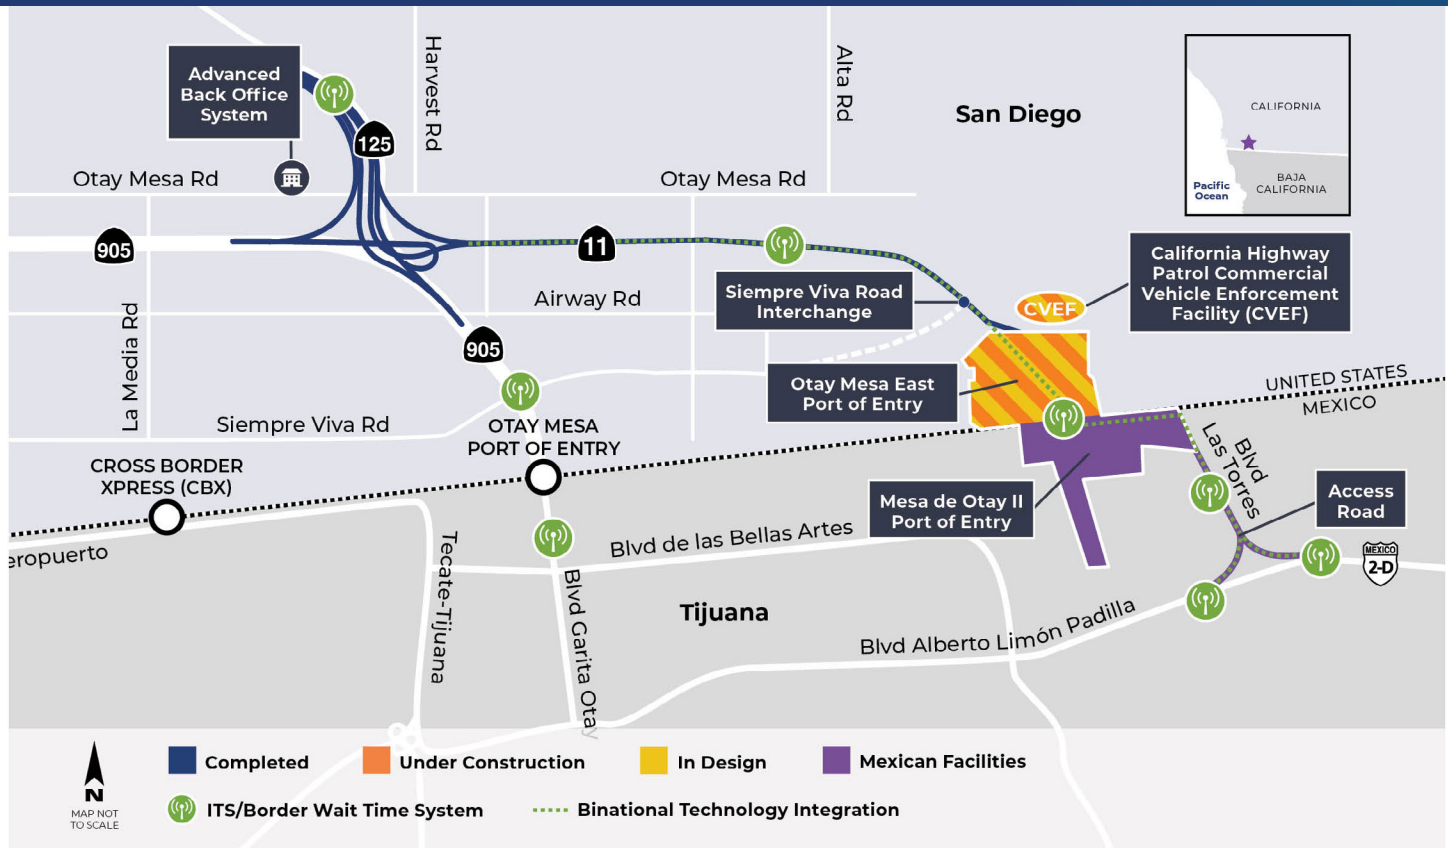 Advanced
Back Office
System
Harvest Rd
Alta Rd
San Diego
CALIFORNIA
BAJA
CALIFORNIA
Pacific
Ocean
125
Otay Mesa Rd
Otay Mesa Rd
905
11
California Highway
Patrol Commercial
Vehicle Enforcement
Facility (CVEF)
Siempre Viva Road
Interchange
Airway Rd
CVEF
La Media Rd
905
Otay Mesa East
Port of Entry
UNITED STATES
MEXICO
Siempre Viva Rd
OTAY MESA
PORT OF ENTRY
CROSS BORDER
XPRESS (CBX)
Blvd
Las Torres
Access
Road
Mesa de Otay II
Port of Entry
eropuerto
Tecate-Tijuana
Blvd de las Bellas Artes
Blvd Garita Otay
MEXICO
2-D
Tijuana
Blvd Alberto Limón Padilla
N
MAP NOT
TO SCALE
Completed
Under Construction
In Design
Mexican Facilities
ITS/Border Wait Time System
Binational Technology Integration